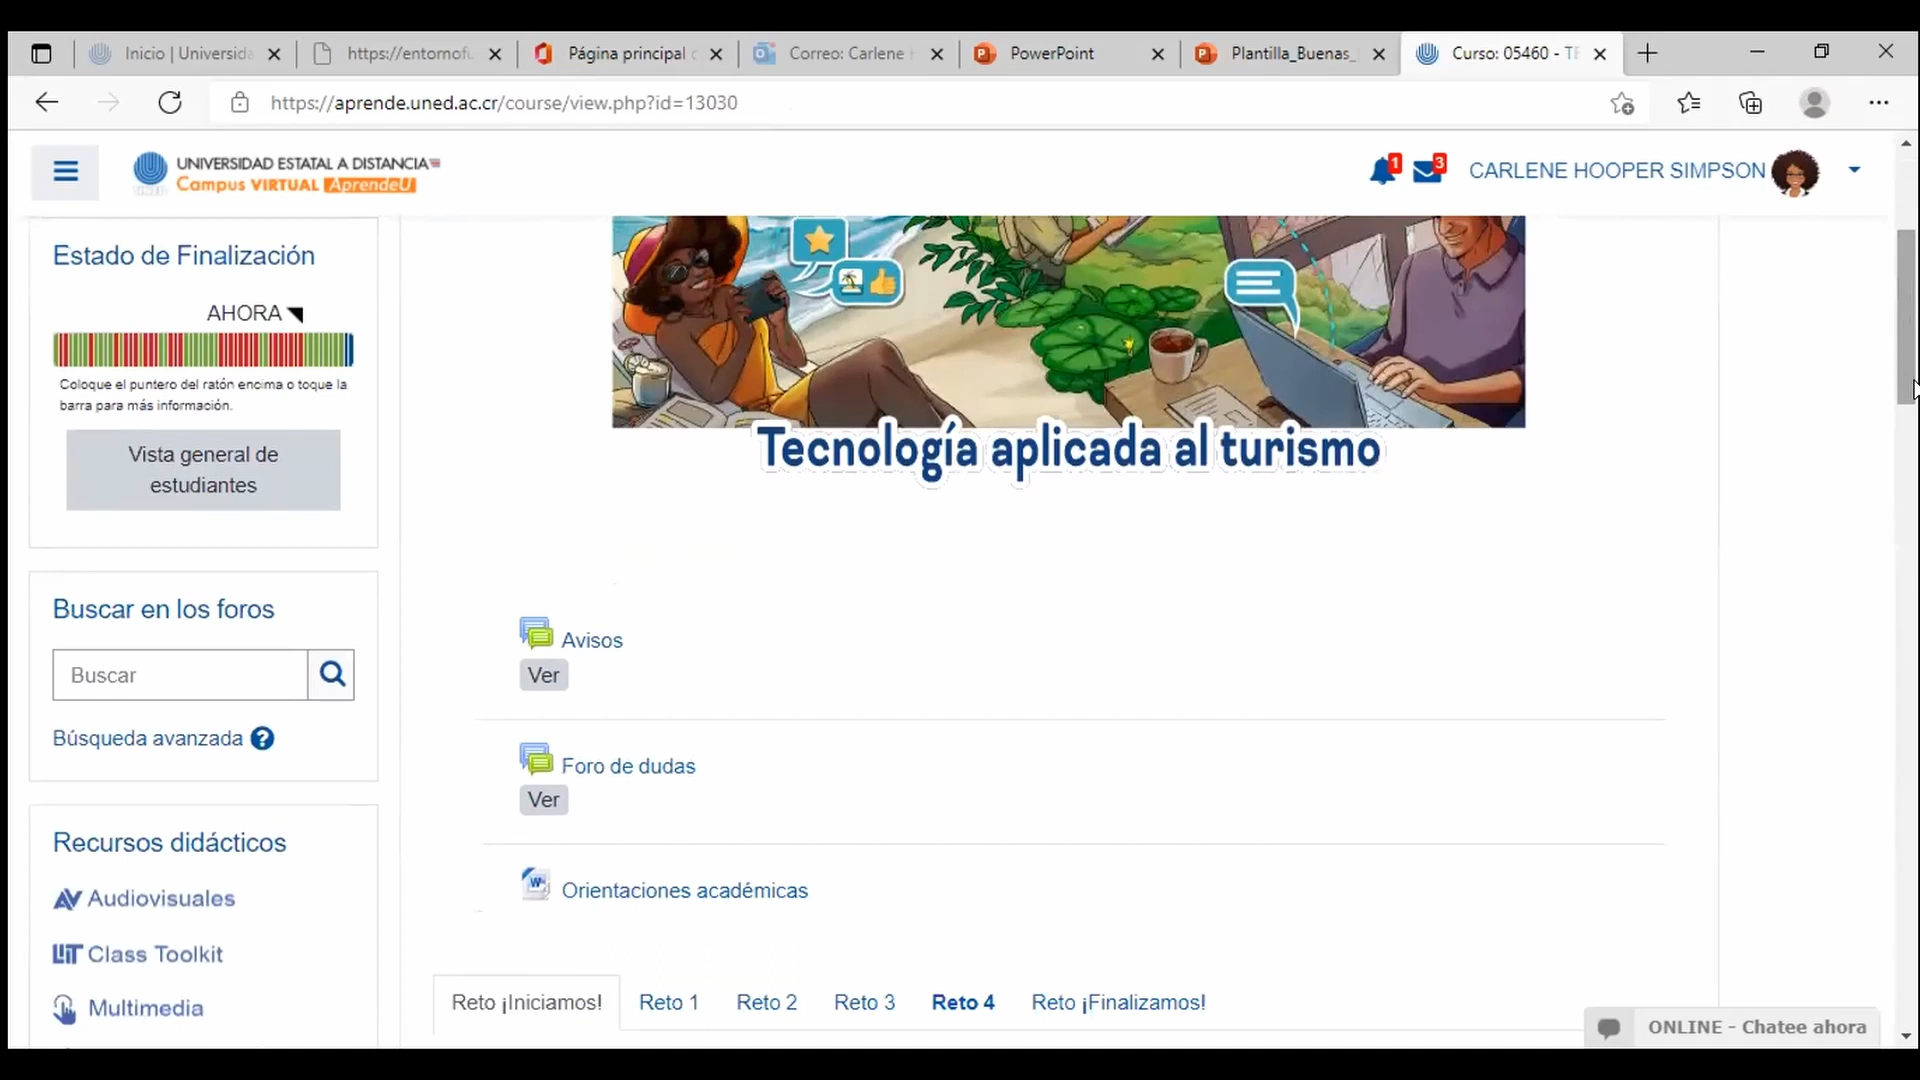 Inicio | Universida
https://entornofu
Página principal
Correo: Carlene
PowerPoint
Plantilla_Buenas_
Curso: 05460 - TE
https://aprende.uned.ac.cr/course/view.php?id=13030
UNIVERSIDAD ESTATAL A DISTANCIA
Campus VIRTUAL AprendeU
1
3
CARLENE HOOPER SIMPSON
Estado de Finalización
AHORA
Coloque el puntero del ratón encima o toque la
barra para más información.
Vista general de
estudiantes
Buscar en los foros
Buscar
Búsqueda avanzada
Recursos didácticos
Audiovisuales
Class Toolkit
Multimedia
Tecnología aplicada al turismo
Avisos
Ver
Foro de dudas
Ver
Orientaciones académicas
Reto ¡Iniciamos!
Reto 1
Reto 2
Reto 3
Reto 4
Reto ¡Finalizamos!
ONLINE - Chatee ahora